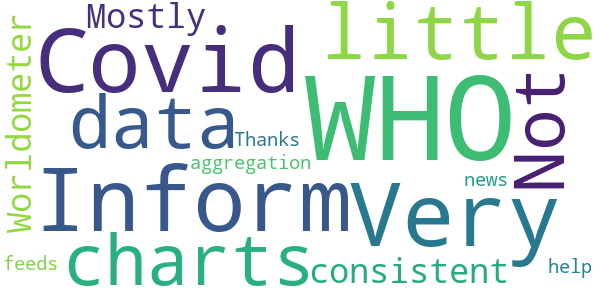 Mostly
little
Covid
Worldometer
WHO
Not
data
Thanks
aggregation
Inform
Very
news
charts
consistent
feeds
help